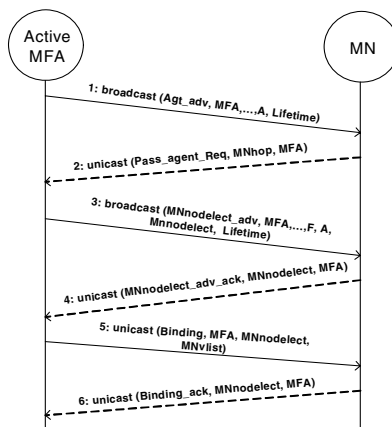 Active
MFA
MN
1: broadcast (Agt_adv, MFA,...,A, Lifetime)
2: unicast (Pass_agent_Req, MNhop, MFA)
3: broadcast (MNnodelect_adv, MFA,...,F, A,
Mnnodelect, Lifetime)
4: unicast (MNnodelect_adv_ack, MNnodelect, MFA)
5: unicast (Binding, MFA, MNnodelect,
MNvlist)
6: unicast (Binding_ack, MNnodelect, MFA)